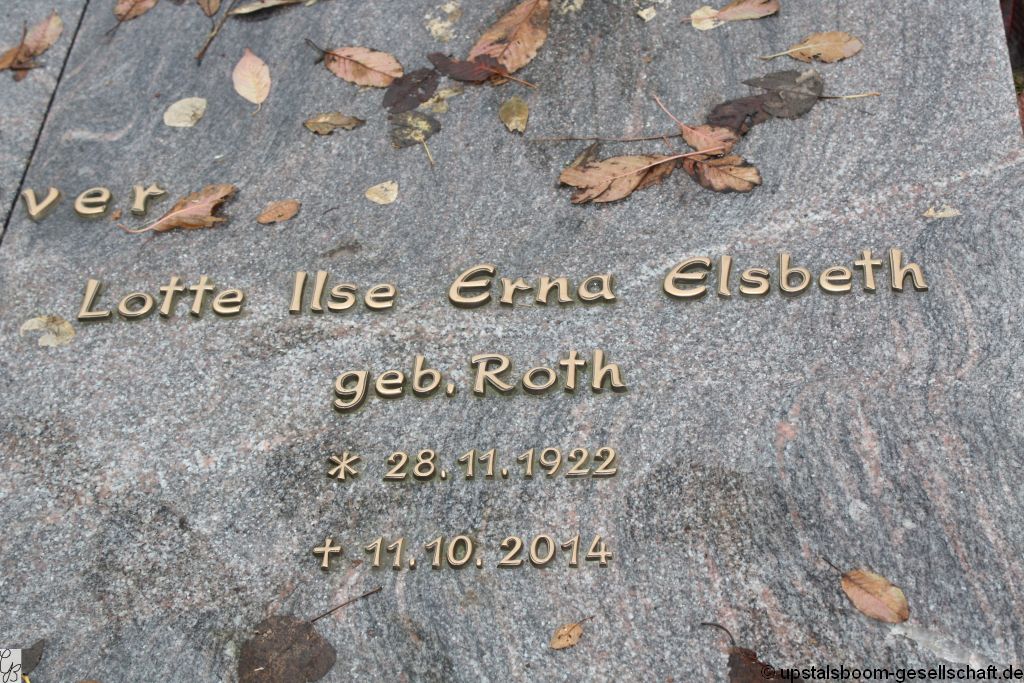 ver
Lotte Ilse Erna Elsbeth
geb. Roth
* 28.11.1922
† 11.10.2014
© upstalsboom-gesellschaft.de